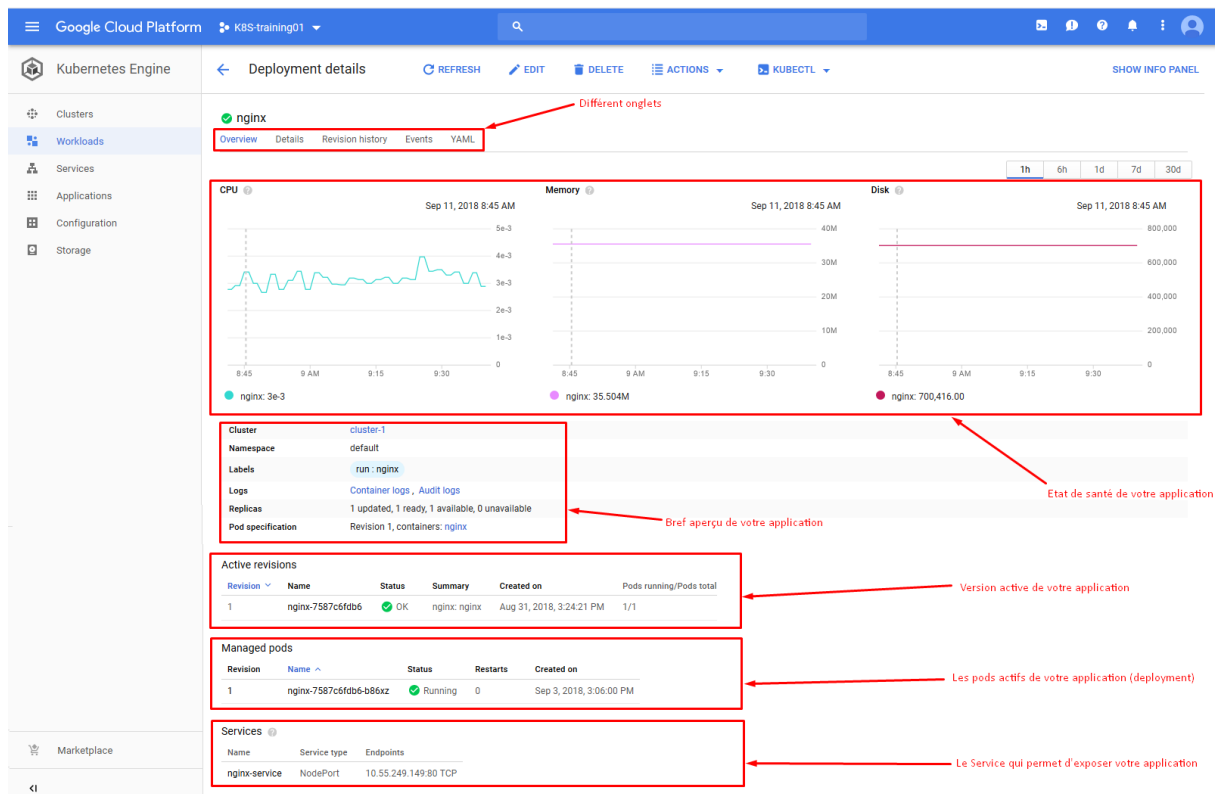 Google Cloud Platform K8S-training01
Kubernetes Engine
Deployment details REFRESH EDIT DELETE ACTIONS KUBECTL SHOW INFO PANEL
Clusters
Workloads
Services
Applications
Configuration
Storage
Marketplace
Différent onglets
nginx
Overview Details Revision history Events YAML
1h 6h 1d 7d 30d
CPU
Sep 11, 2018 8:45 AM
5e-3
4e-3
3e-3
2e-3
1e-3
0
8:45 9 AM 9:15 9:30
nginx: 3e-3
Memory
Sep 11, 2018 8:45 AM
40M
30M
20M
10M
0
8:45 9 AM 9:15 9:30
nginx: 35.504M
Disk
Sep 11, 2018 8:45 AM
800,000
600,000
400,000
200,000
0
8:45 9 AM 9:15 9:30
nginx: 700,416.00
Etat de santé de votre application
Cluster cluster-1
Namespace default
Labels run : nginx
Logs Container logs , Audit logs
Replicas 1 updated, 1 ready, 1 available, 0 unavailable
Pod specification Revision 1, containers: nginx
Bref aperçu de votre application
Active revisions
Revision Name Status Summary Created on Pods running/Pods total
1 nginx-7587c6fdb6 OK nginx: nginx Aug 31, 2018, 3:24:21 PM 1/1
Version active de votre application
Managed pods
Revision Name Status Restarts Created on
1 nginx-7587c6fdb6-b86xz Running 0 Sep 3, 2018, 3:06:00 PM
Les pods actifs de votre application (deployment)
Services
Name Service type Endpoints
nginx-service NodePort 10.55.249.149:80 TCP
Le Service qui permet d'exposer votre application